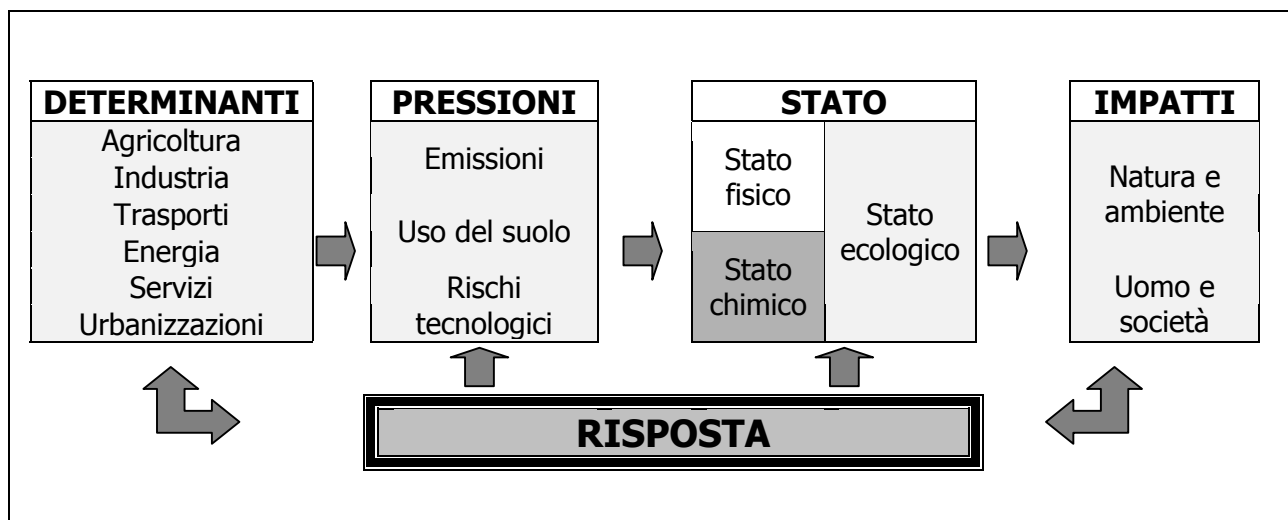 DETERMINANTI
Agricoltura
Industria
Trasporti
Energia
Servizi
Urbanizzazioni
PRESSIONI
Emissioni
Uso del suolo
Rischi
tecnologici
STATO
Stato
fisico
Stato
chimico
Stato
ecologico
IMPATTI
Natura e
ambiente
Uomo e
società
RISPOSTA